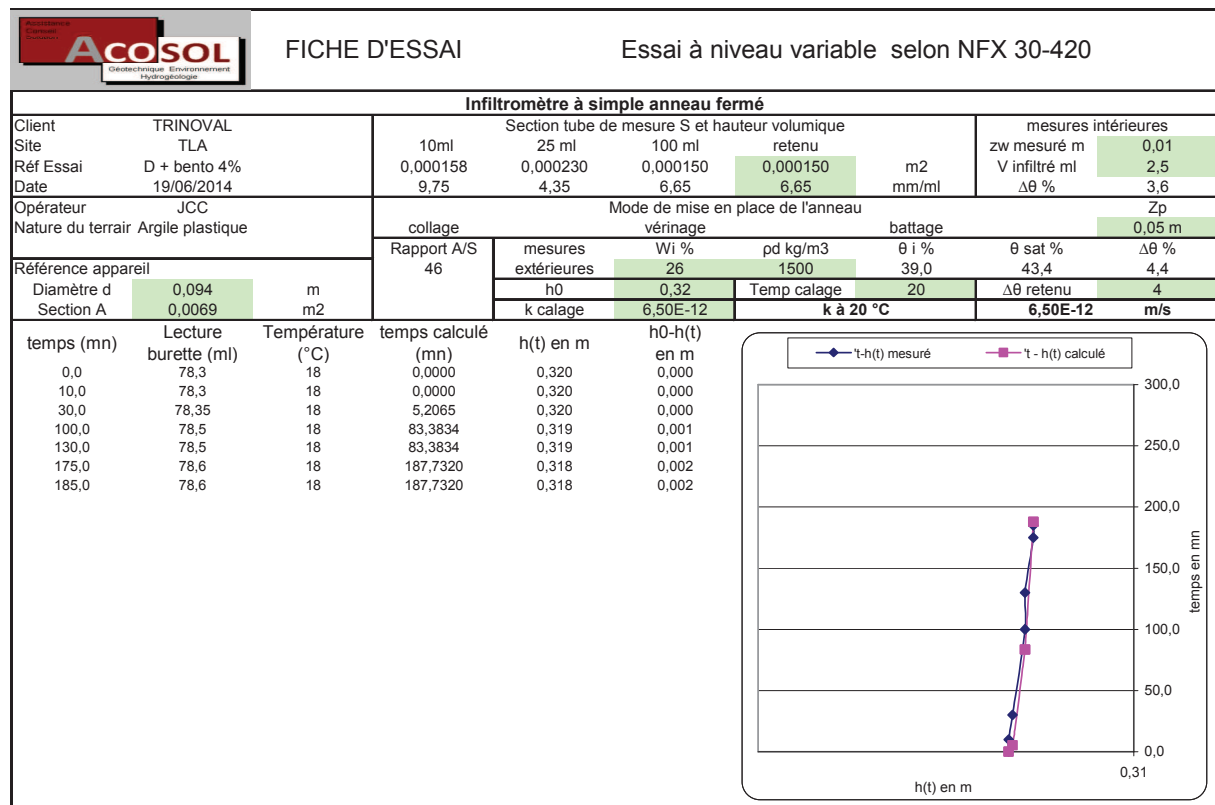 Assistance
Conseil
ACOSOL
Géotechnique Environnement
Hydrogéologie
FICHE D'ESSAI Essai à niveau variable selon NFX 30-420
Infiltromètre à simple anneau fermé
Client TRINOVAL Section tube de mesure S et hauteur volumique mesures intérieures
Site TLA 10ml 25 ml 100 ml retenu zw mesuré m 0,01
Réf Essai D + bento 4% 0,000158 0,000230 0,000150 0,000150 m2 V infiltré ml 2,5
Date 19/06/2014 9,75 4,35 6,65 6,65 mm/ml Δθ % 3,6
Opérateur JCC Mode de mise en place de l'anneau Zp
Nature du terrain Argile plastique collage vérinage battage 0,05 m
Rapport A/S mesures Wi % ρd kg/m3 θ i % θ sat % Δθ %
Référence appareil 46 extérieures 26 1500 39,0 43,4 4,4
Diamètre d 0,094 m h0 0,32 Temp calage 20 Δθ retenu 4
Section A 0,0069 m2 k calage 6,50E-12 k à 20 °C 6,50E-12 m/s
temps (mn) Lecture burette (ml) Température (°C) temps calculé (mn) h(t) en m h0-h(t) en m
0,0 78,3 18 0,0000 0,320 0,000
10,0 78,3 18 0,0000 0,320 0,000
30,0 78,35 18 5,2065 0,320 0,000
100,0 78,5 18 83,3834 0,319 0,001
130,0 78,5 18 83,3834 0,319 0,001
175,0 78,6 18 187,7320 0,318 0,002
185,0 78,6 18 187,7320 0,318 0,002
't-h(t) mesuré 't - h(t) calculé
300,0
250,0
200,0
150,0
100,0
50,0
0,0
temps en mn
0,31
h(t) en m